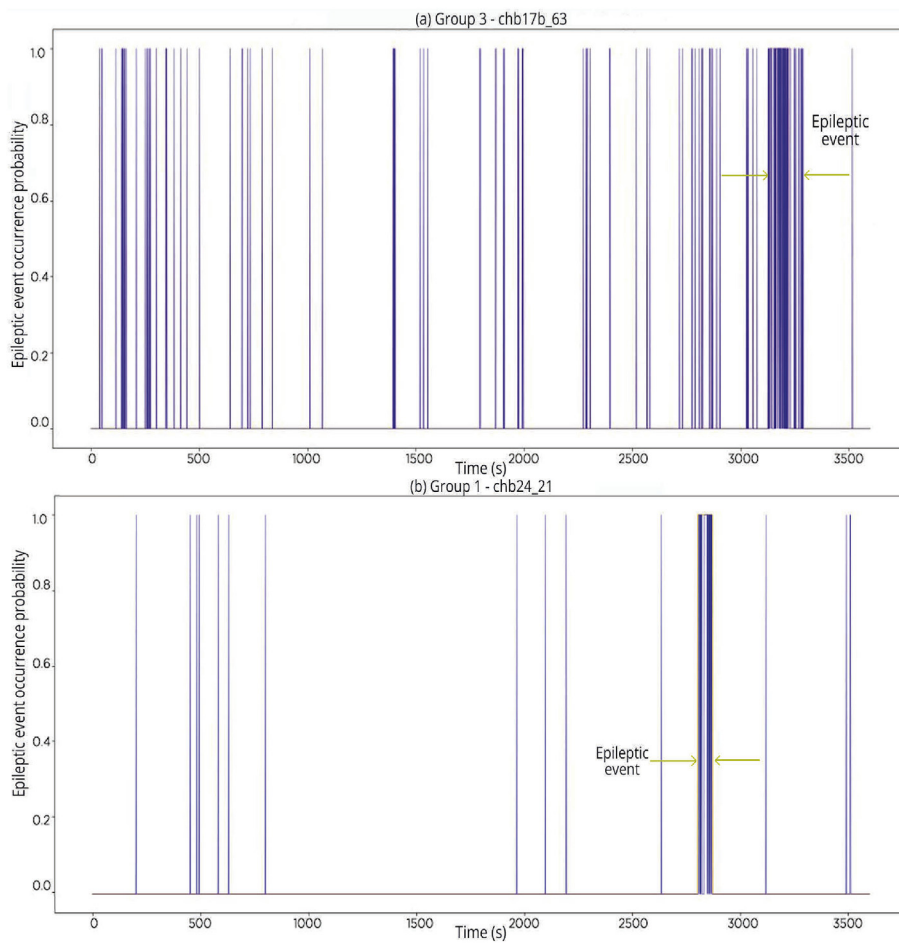 (a) Group 3 - chb17b_63
Epileptic event occurrence probability
1.0
0.8
0.6
0.4
0.2
0.0
Epileptic
event
0
500
1000
1500
2000
2500
3000
3500
Time (s)
(b) Group 1 - chb24_21
Epileptic event occurrence probability
1.0
0.8
0.6
0.4
0.2
0.0
Epileptic
event
0
500
1000
1500
2000
2500
3000
3500
Time (s)